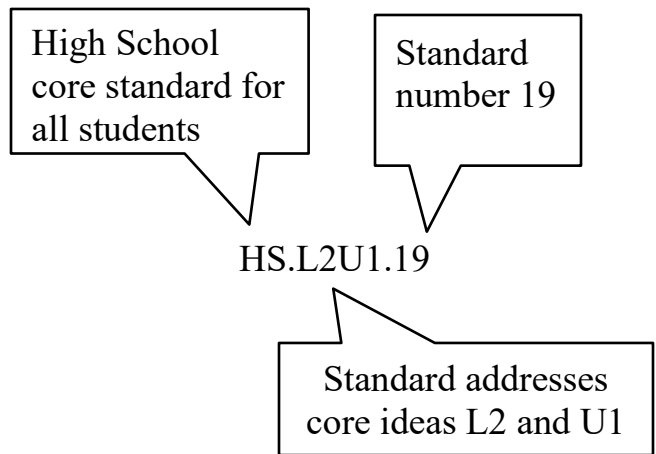 High School
core standard for
all students
Standard
number 19
HS.L2U1.19
Standard addresses
core ideas L2 and U1